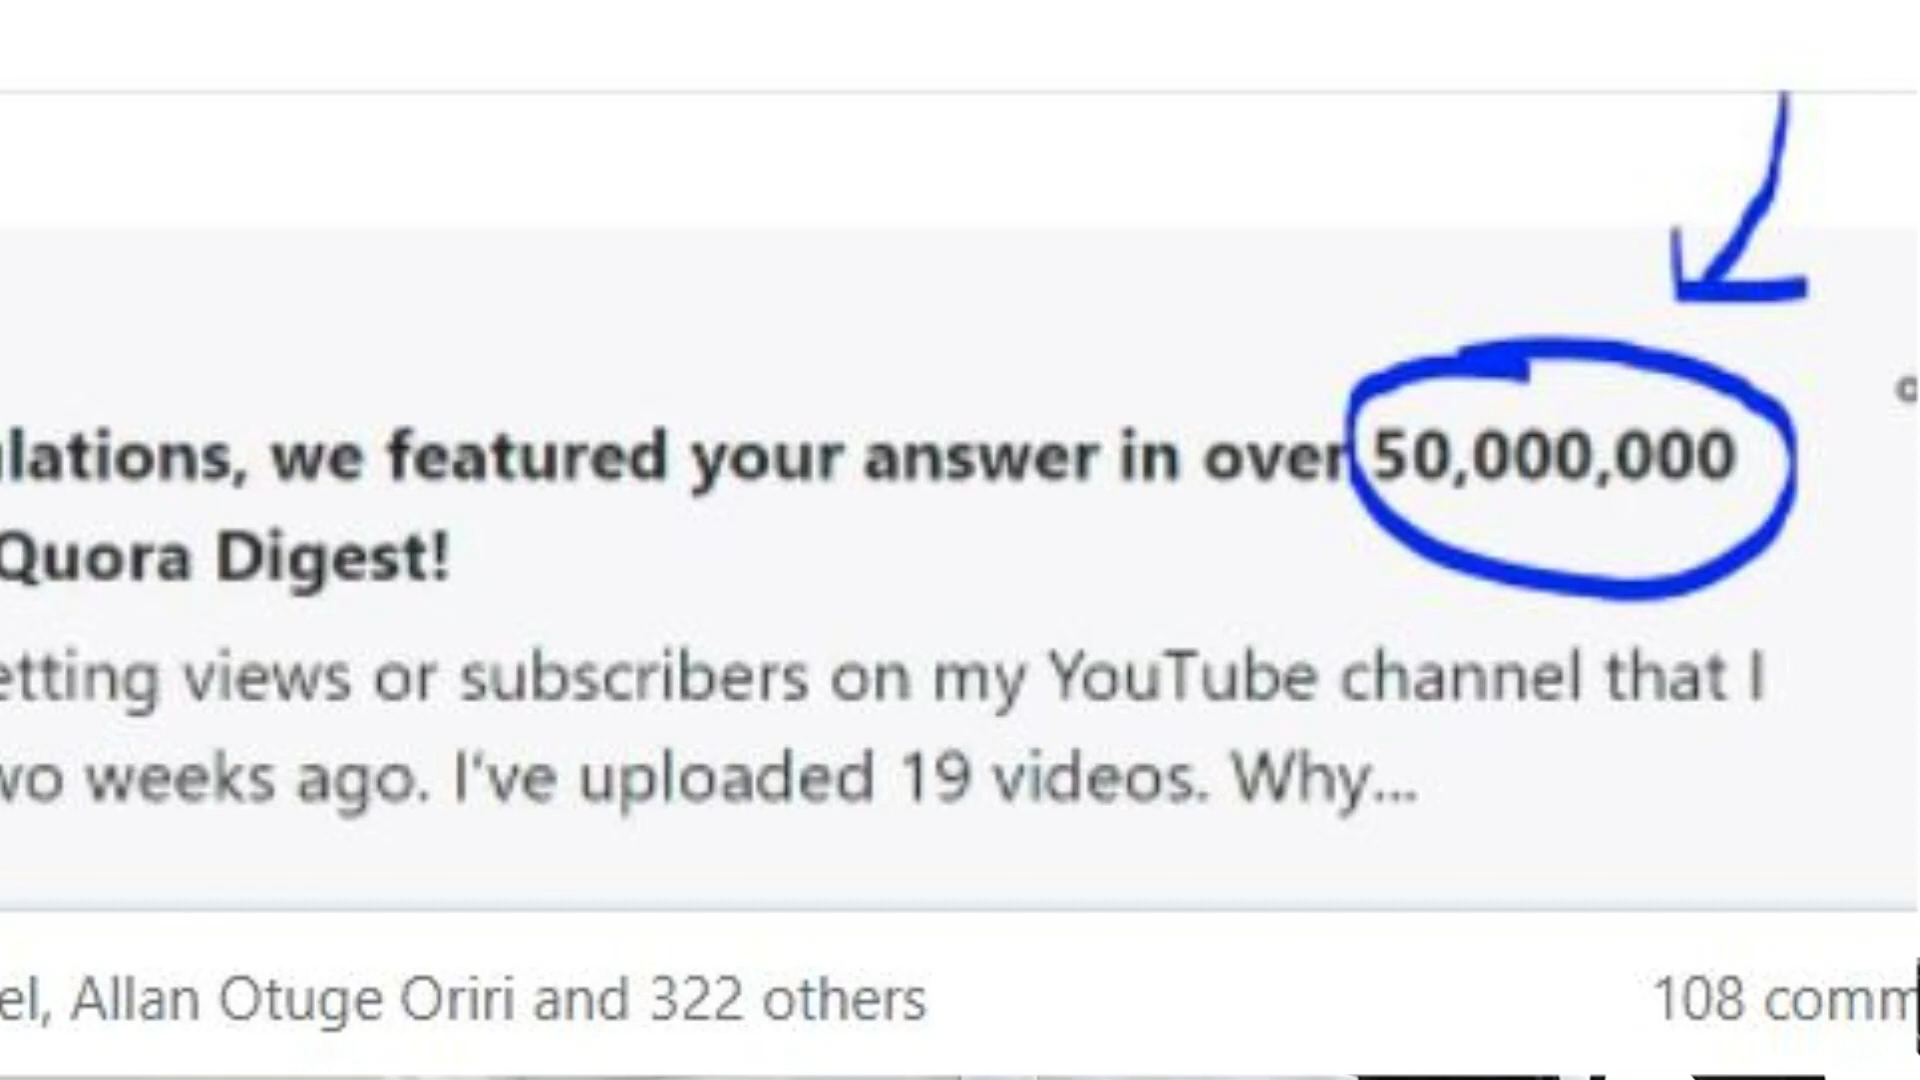 lations, we featured your answer in over 50,000,000
Quora Digest!
etting views or subscribers on my YouTube channel that I
wo weeks ago. I've uploaded 19 videos. Why...
el, Allan Otuge Oriri and 322 others
108 comm